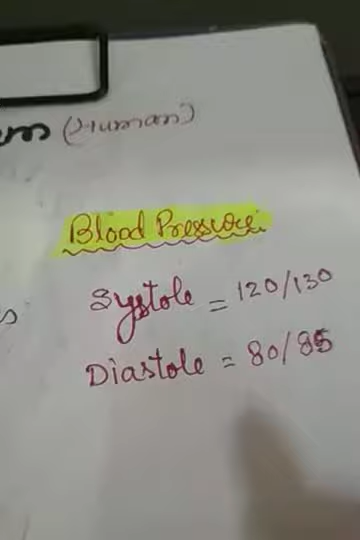 (Human)
Blood Pressure:
Systole = 120/130
Diastole = 80/85